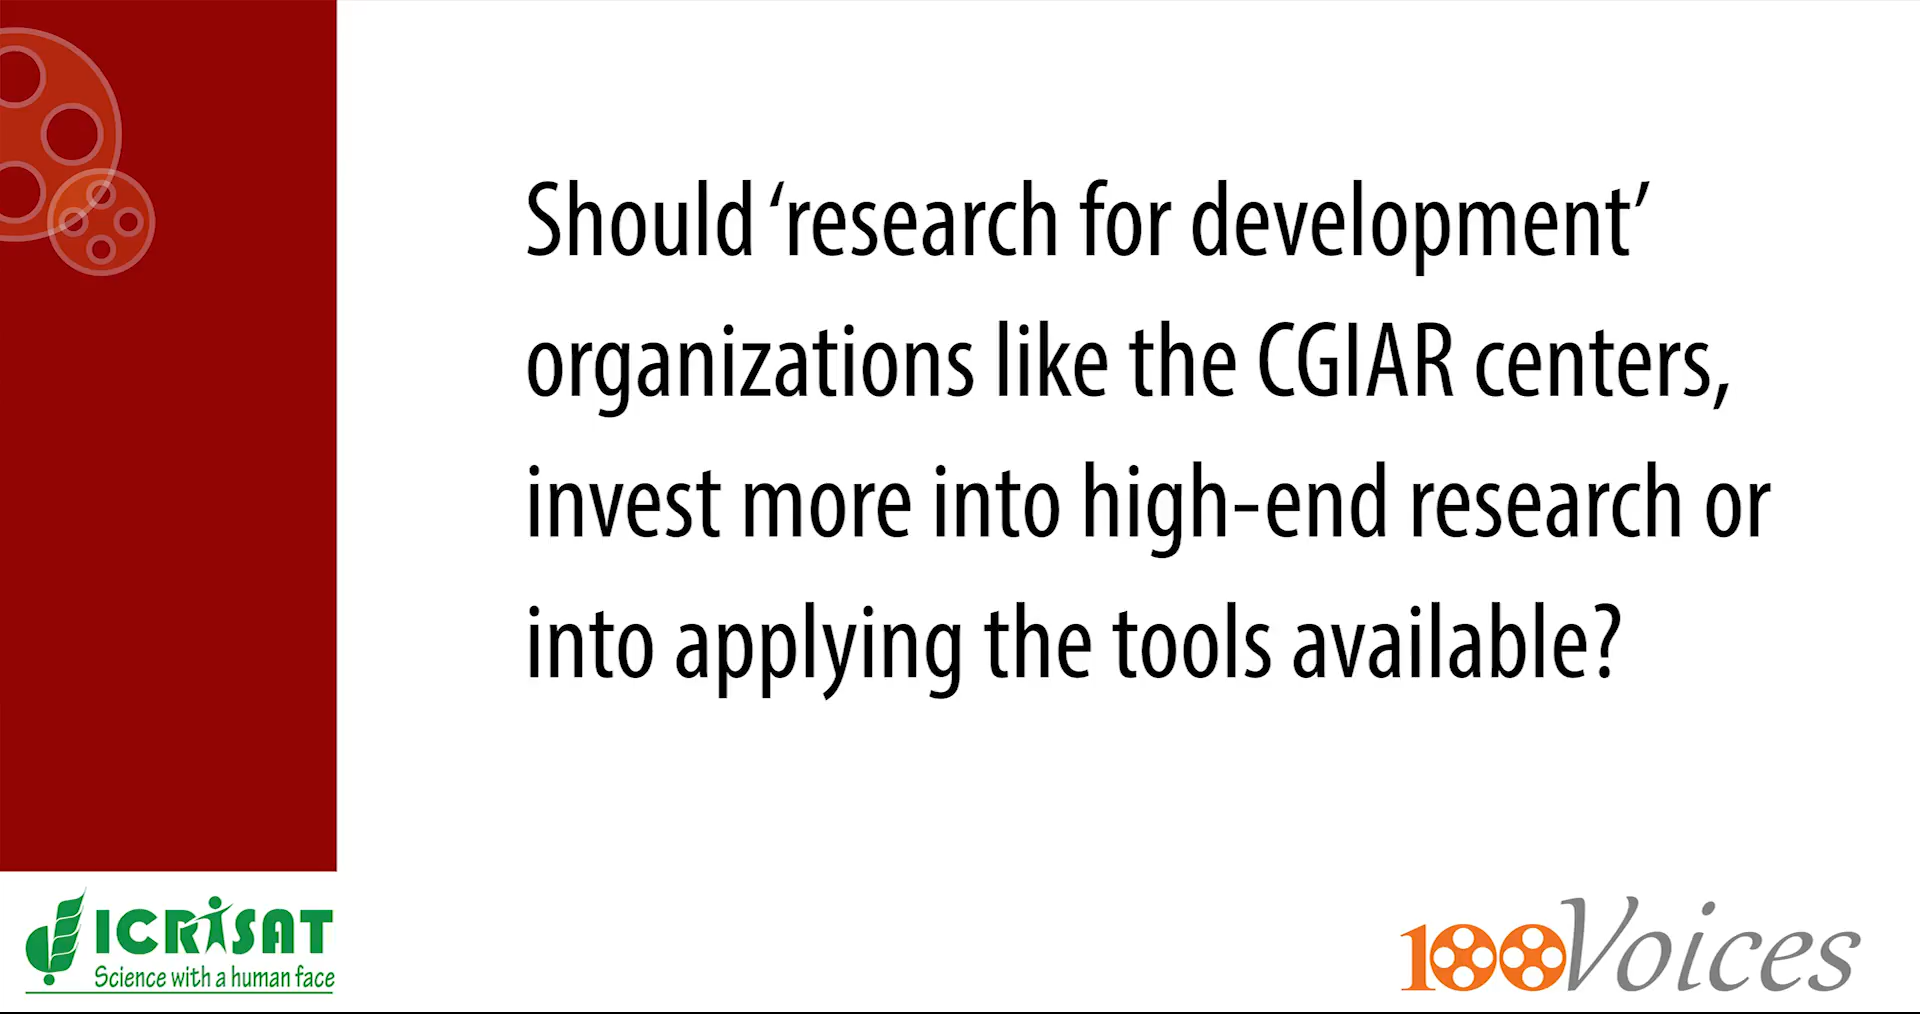 Should ‘research for development’
organizations like the CGIAR centers,
invest more into high-end research or
into applying the tools available?
ICRISAT
Science with a human face
100Voices